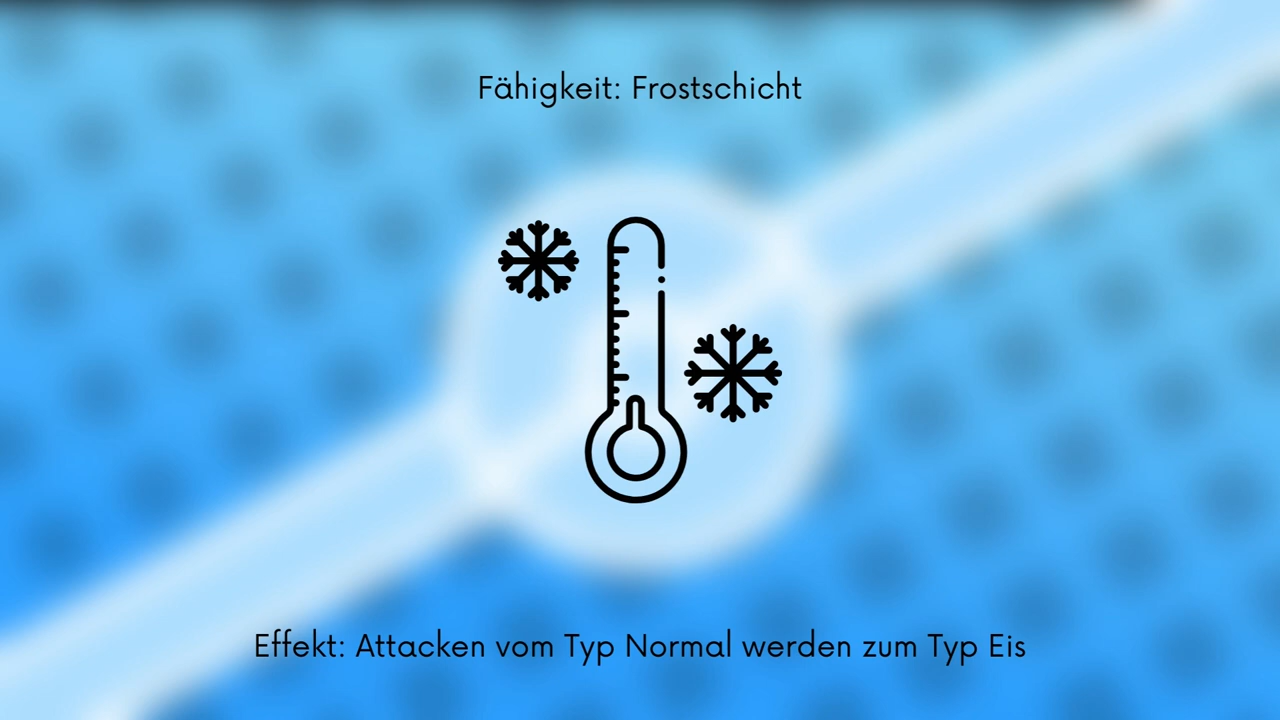 Fähigkeit: Frostschicht
Effekt: Attacken vom Typ Normal werden zum Typ Eis